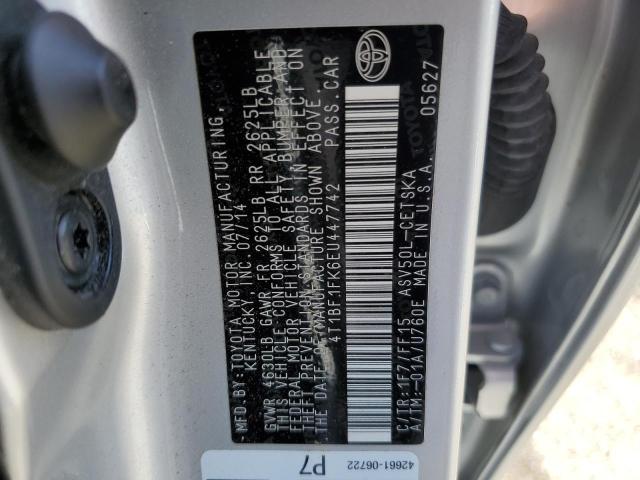 MFD. BY: TOYOTA MOTOR MANUFACTURING,
KENTUCKY, INC. 07/14
GVWR 4630LB GAWR FR 2625LB RR 2625LB
THIS VEHICLE CONFORMS TO ALL APPLICABLE
FEDERAL MOTOR VEHICLE SAFETY, BUMPER, AND
THEFT PREVENTION STANDARDS IN EFFECT ON
THE DATE OF MANUFACTURE SHOWN ABOVE.
4T1BF1FK6EU447742 PASS.CAR
TOYOTA
05627
C/TR:1F7/FF15 ASV50L-CETSKA
A/TM:-01A/U760E MADE IN U.S.A.
42661-06722
P7